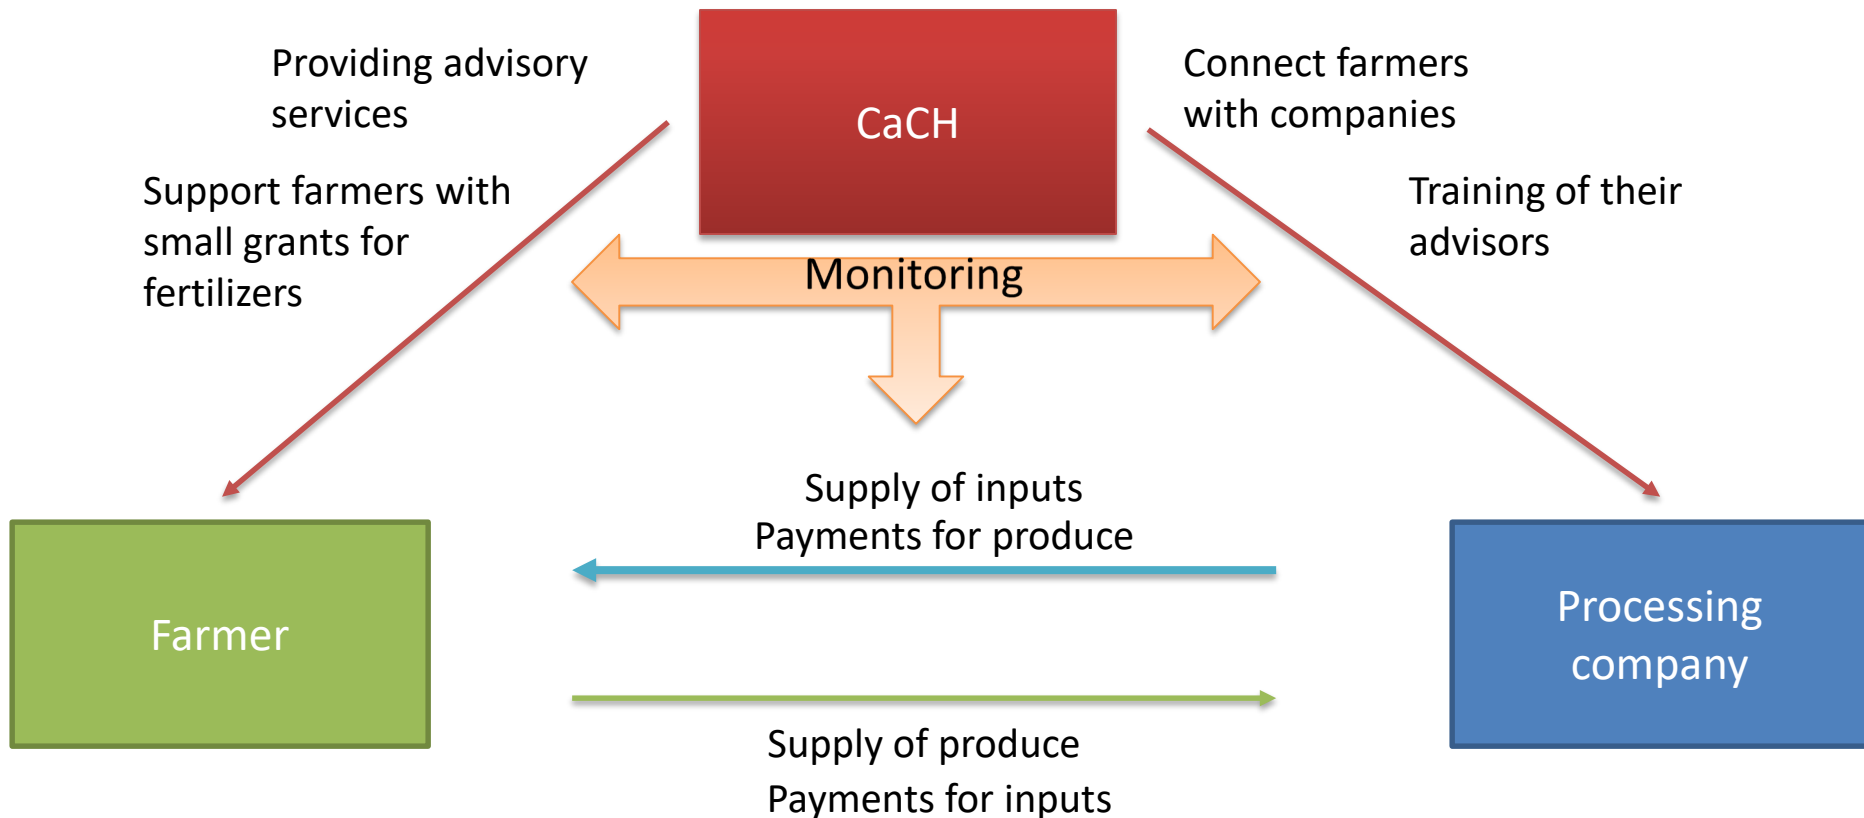 Providing advisory
services
CaCH
Connect farmers
with companies
Support farmers with
small grants for
fertilizers
Training of their
advisors
Monitoring
Supply of inputs
Payments for produce
Farmer
Processing
company
Supply of produce
Payments for inputs